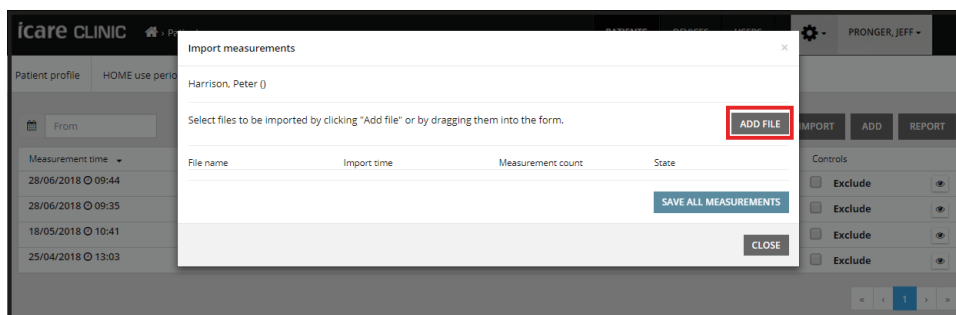 icare CLINIC
PATIENTS DEVICES USERS
PRONGER, JEFF
Import measurements ×
Patient profile HOME use perio
Harrison, Peter ()
Select files to be imported by clicking "Add file" or by dragging them into the form.
ADD FILE
From
IMPORT ADD REPORT
Measurement time
File name Import time Measurement count State
Controls
28/06/2018 09:44 Exclude
SAVE ALL MEASUREMENTS
28/06/2018 09:35 Exclude
18/05/2018 10:41 Exclude
CLOSE
25/04/2018 13:03 Exclude
« ‹ 1 › »